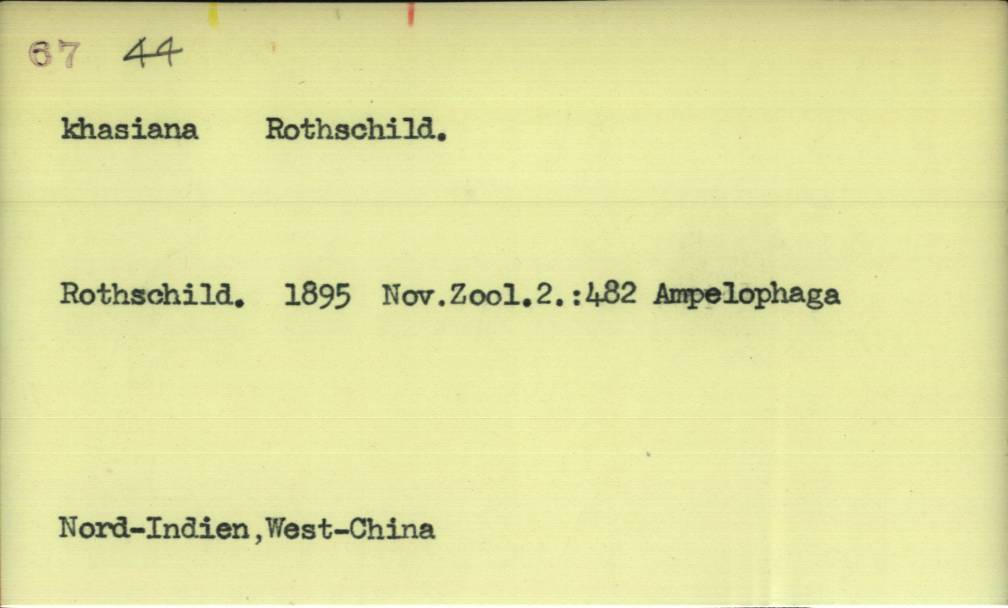 67 44
khasiana Rothschild.
Rothschild. 1895 Nov.Zool.2.:482 Ampelophaga
Nord-Indien,West-China